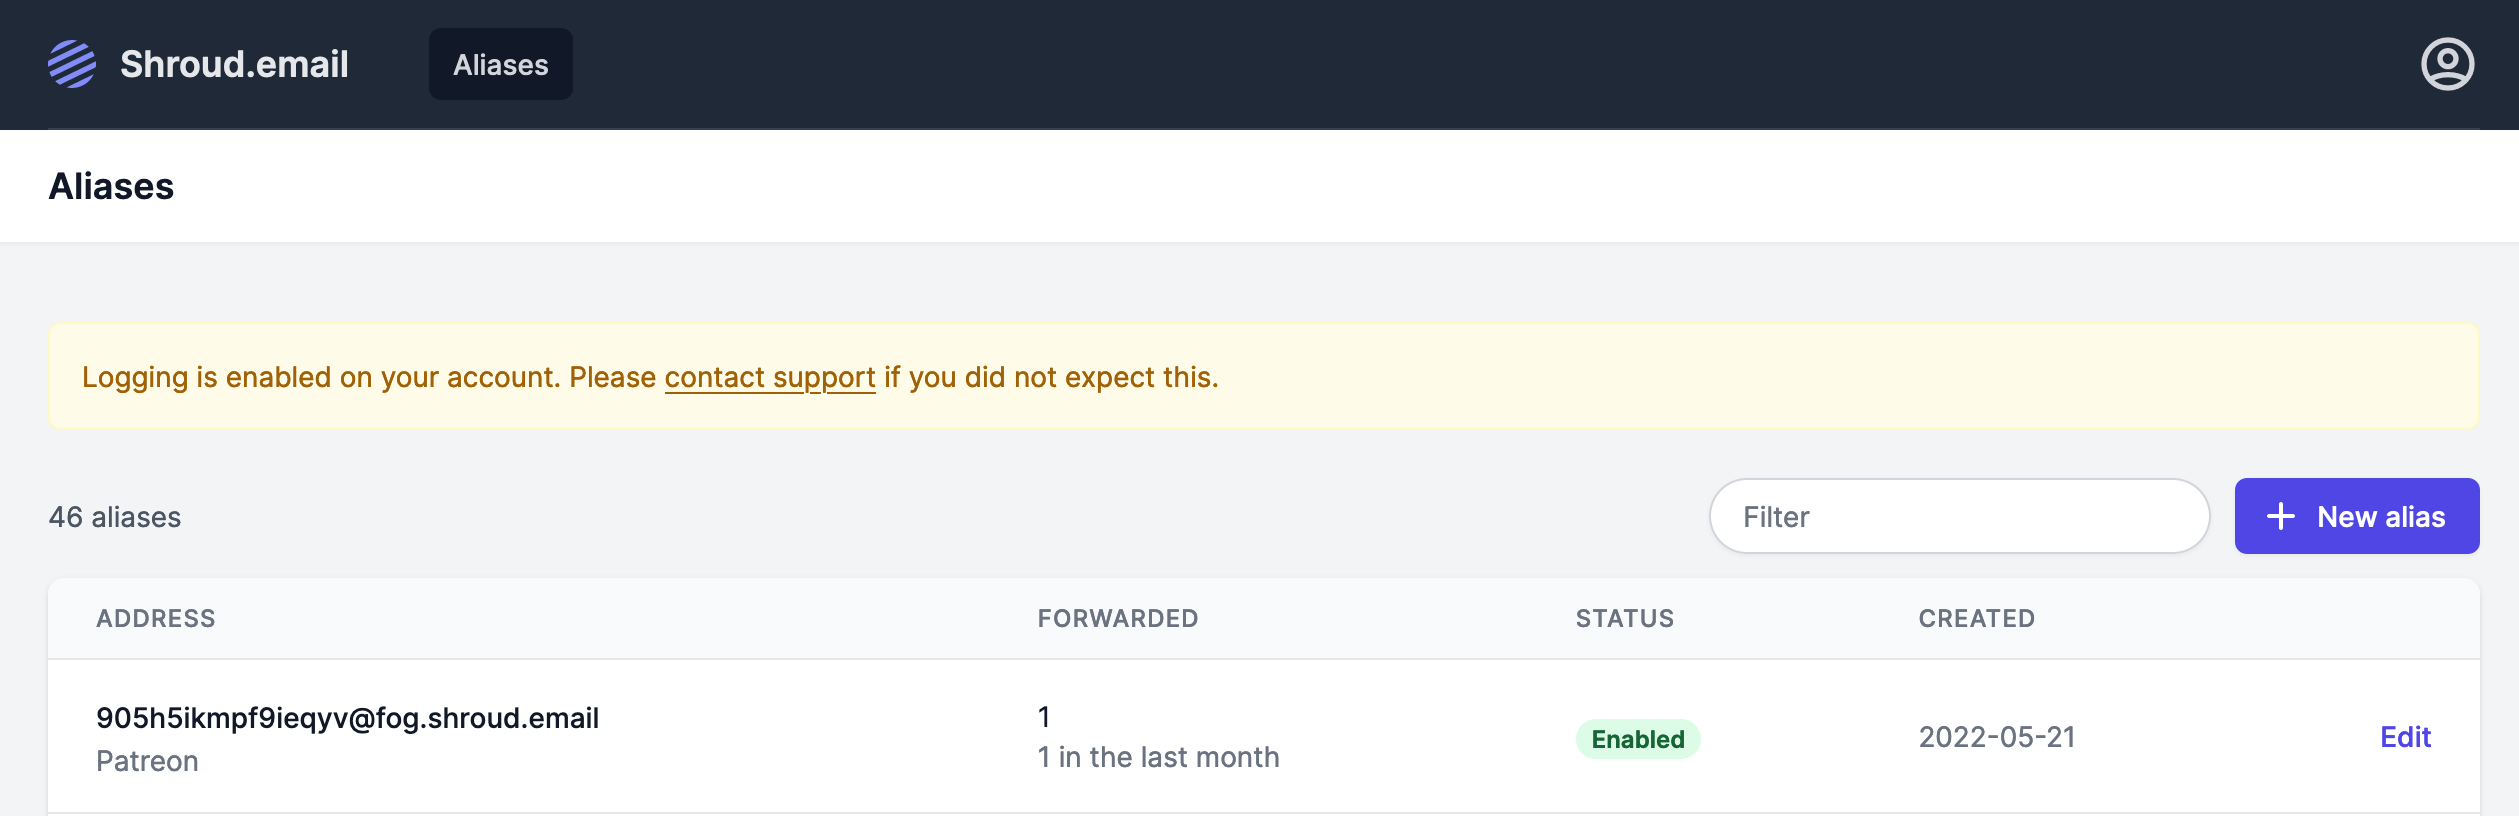 Shroud.email
Aliases
Aliases
Logging is enabled on your account. Please contact support if you did not expect this.
46 aliases
Filter
New alias
ADDRESS FORWARDED STATUS CREATED
905h5ikmpf9ieqyv@fog.shroud.email
Patreon
1
1 in the last month
Enabled
2022-05-21
Edit